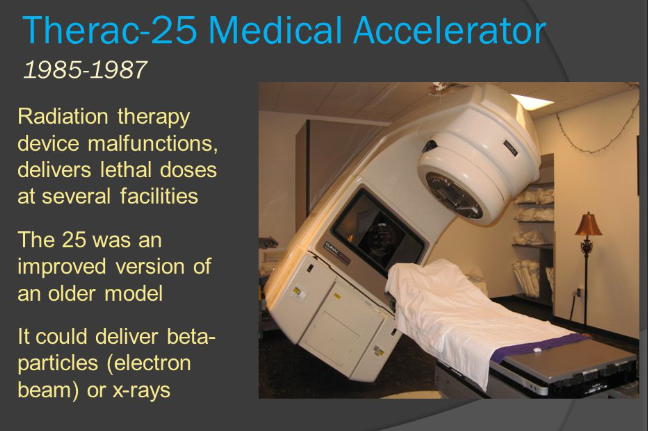 Therac-25 Medical Accelerator
1985-1987
Radiation therapy
device malfunctions,
delivers lethal doses
at several facilities
The 25 was an
improved version of
an older model
It could deliver beta-
particles (electron
beam) or x-rays